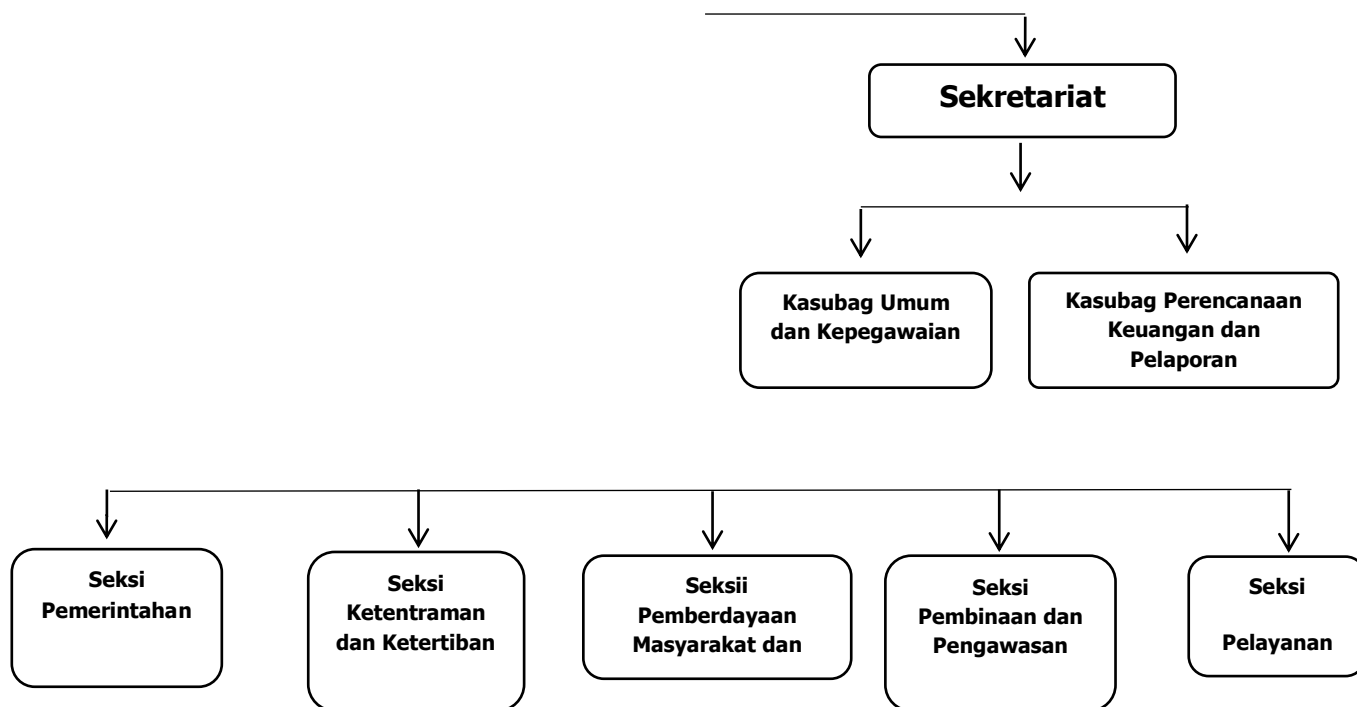 Sekretariat
Kasubag Umum
dan Kepegawaian
Kasubag Perencanaan
Keuangan dan
Pelaporan
Seksi
Pemerintahan
Seksi
Ketentraman
dan Ketertiban
Seksii
Pemberdayaan
Masyarakat dan
Seksi
Pembinaan dan
Pengawasan
Seksi
Pelayanan